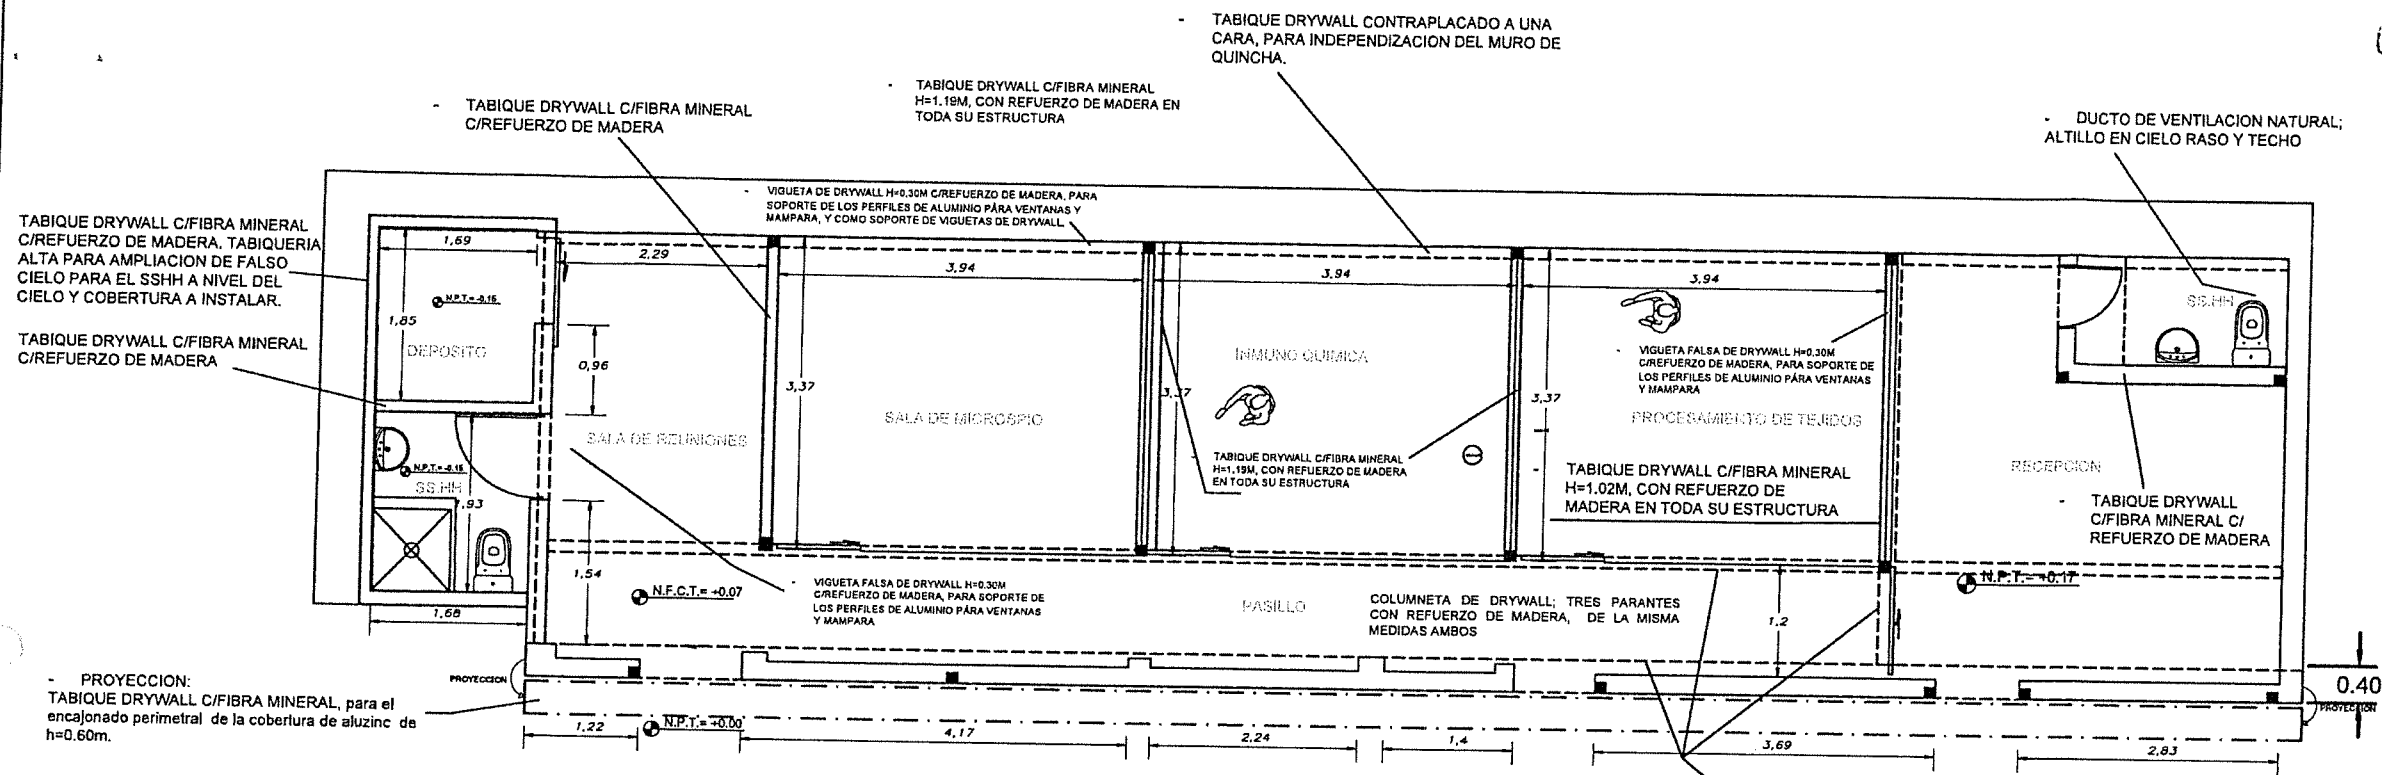 - TABIQUE DRYWALL CONTRAPLACADO A UNA
CARA, PARA INDEPENDIZACION DEL MURO DE
QUINCHA.
- TABIQUE DRYWALL C/FIBRA MINERAL
H=1.19M, CON REFUERZO DE MADERA EN
TODA SU ESTRUCTURA
- TABIQUE DRYWALL C/FIBRA MINERAL
C/REFUERZO DE MADERA
- DUCTO DE VENTILACION NATURAL;
ALTILLO EN CIELO RASO Y TECHO
- VIGUETA DE DRYWALL H=0.30M C/REFUERZO DE MADERA, PARA
SOPORTE DE LOS PERFILES DE ALUMINIO PÀRA VENTANAS Y
MAMPARA, Y COMO SOPORTE DE VIGUETAS DE DRYWALL
TABIQUE DRYWALL C/FIBRA MINERAL
C/REFUERZO DE MADERA. TABIQUERIA
ALTA PARA AMPLIACION DE FALSO
CIELO PARA EL SSHH A NIVEL DEL
CIELO Y COBERTURA A INSTALAR.
TABIQUE DRYWALL C/FIBRA MINERAL
C/REFUERZO DE MADERA
1,69
2,29
3,94
3,94
3,94
N.P.T.= -0.15
1,85
DEPOSITO
0,96
3,37
3,37
3,37
SS.HH
INMUNO QUIMICA
- VIGUETA FALSA DE DRYWALL H=0.30M
C/REFUERZO DE MADERA, PARA SOPORTE DE
LOS PERFILES DE ALUMINIO PÀRA VENTANAS
Y MAMPARA
SALA DE REUNIONES
SALA DE MICROSPIO
PROCESAMIENTO DE TEJIDOS
RECEPCION
N.P.T.= -0.15
SS.HH
1,93
- TABIQUE DRYWALL C/FIBRA MINERAL
H=1.19M, CON REFUERZO DE MADERA
EN TODA SU ESTRUCTURA
- TABIQUE DRYWALL C/FIBRA MINERAL
H=1.02M, CON REFUERZO DE
MADERA EN TODA SU ESTRUCTURA
- TABIQUE DRYWALL
C/FIBRA MINERAL C/
REFUERZO DE MADERA
1,54
N.F.C.T.= +0.07
- VIGUETA FALSA DE DRYWALL H=0.30M
C/REFUERZO DE MADERA, PARA SOPORTE DE
LOS PERFILES DE ALUMINIO PÀRA VENTANAS
Y MAMPARA
PASILLO
COLUMNETA DE DRYWALL; TRES PARANTES
CON REFUERZO DE MADERA, DE LA MISMA
MEDIDAS AMBOS
1,2
N.P.T.= +0.17
1,68
PROYECCION
- PROYECCION:
TABIQUE DRYWALL C/FIBRA MINERAL, para el
encajonado perimetral de la cobertura de aluzinc de
h=0.60m.
0.40
PROYECCION
1,22
N.P.T.= +0.00
4,17
2,24
1,4
3,69
2,83